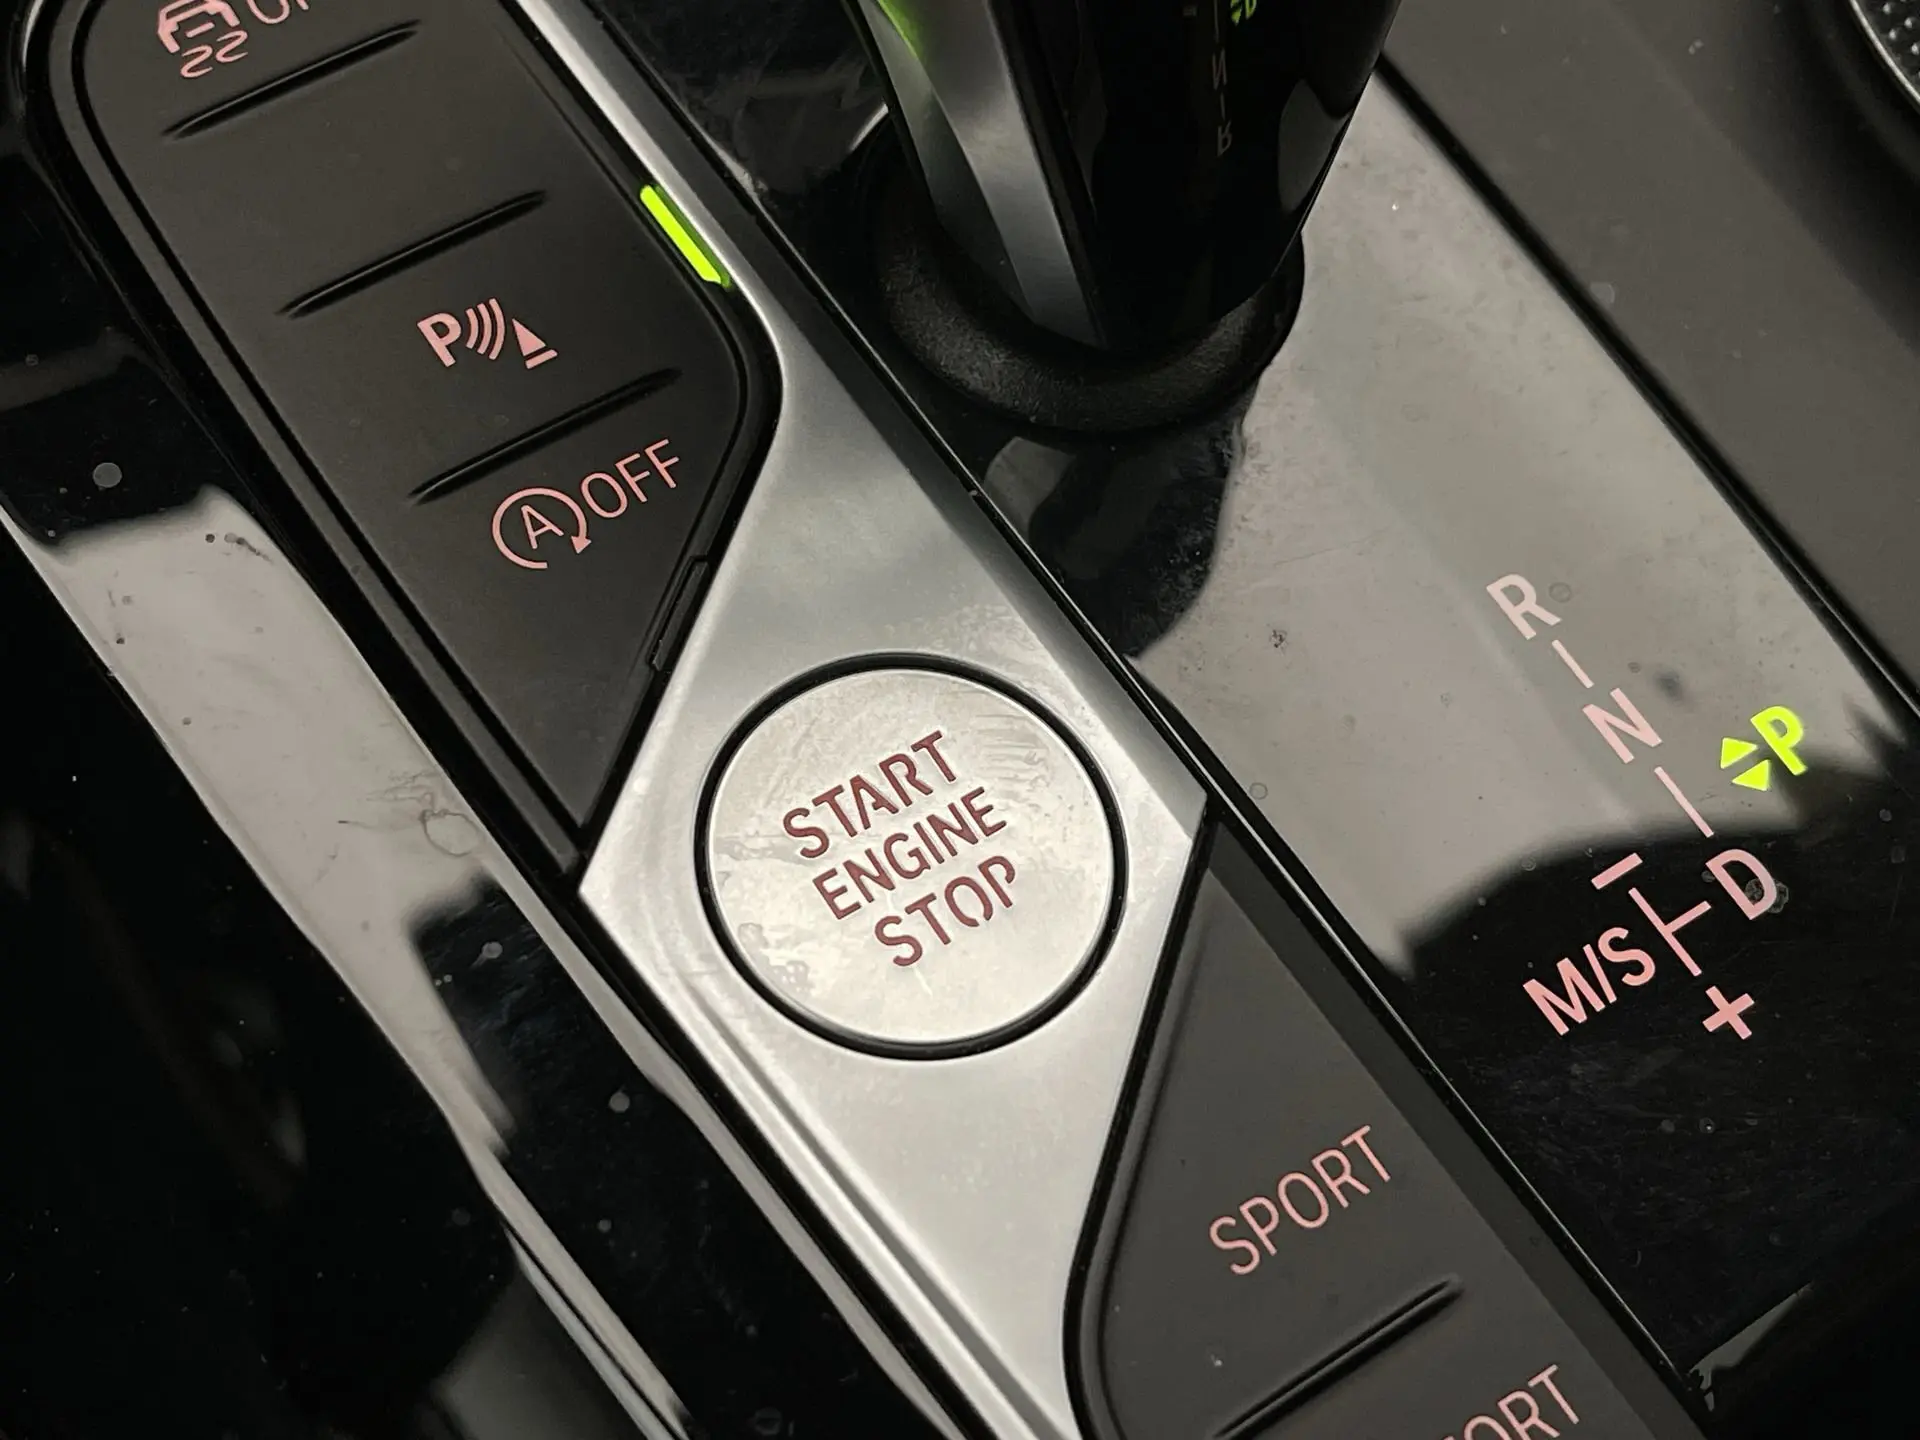 P
A OFF
START
ENGINE
STOP
SPORT
R
N
P
D
M/S
+